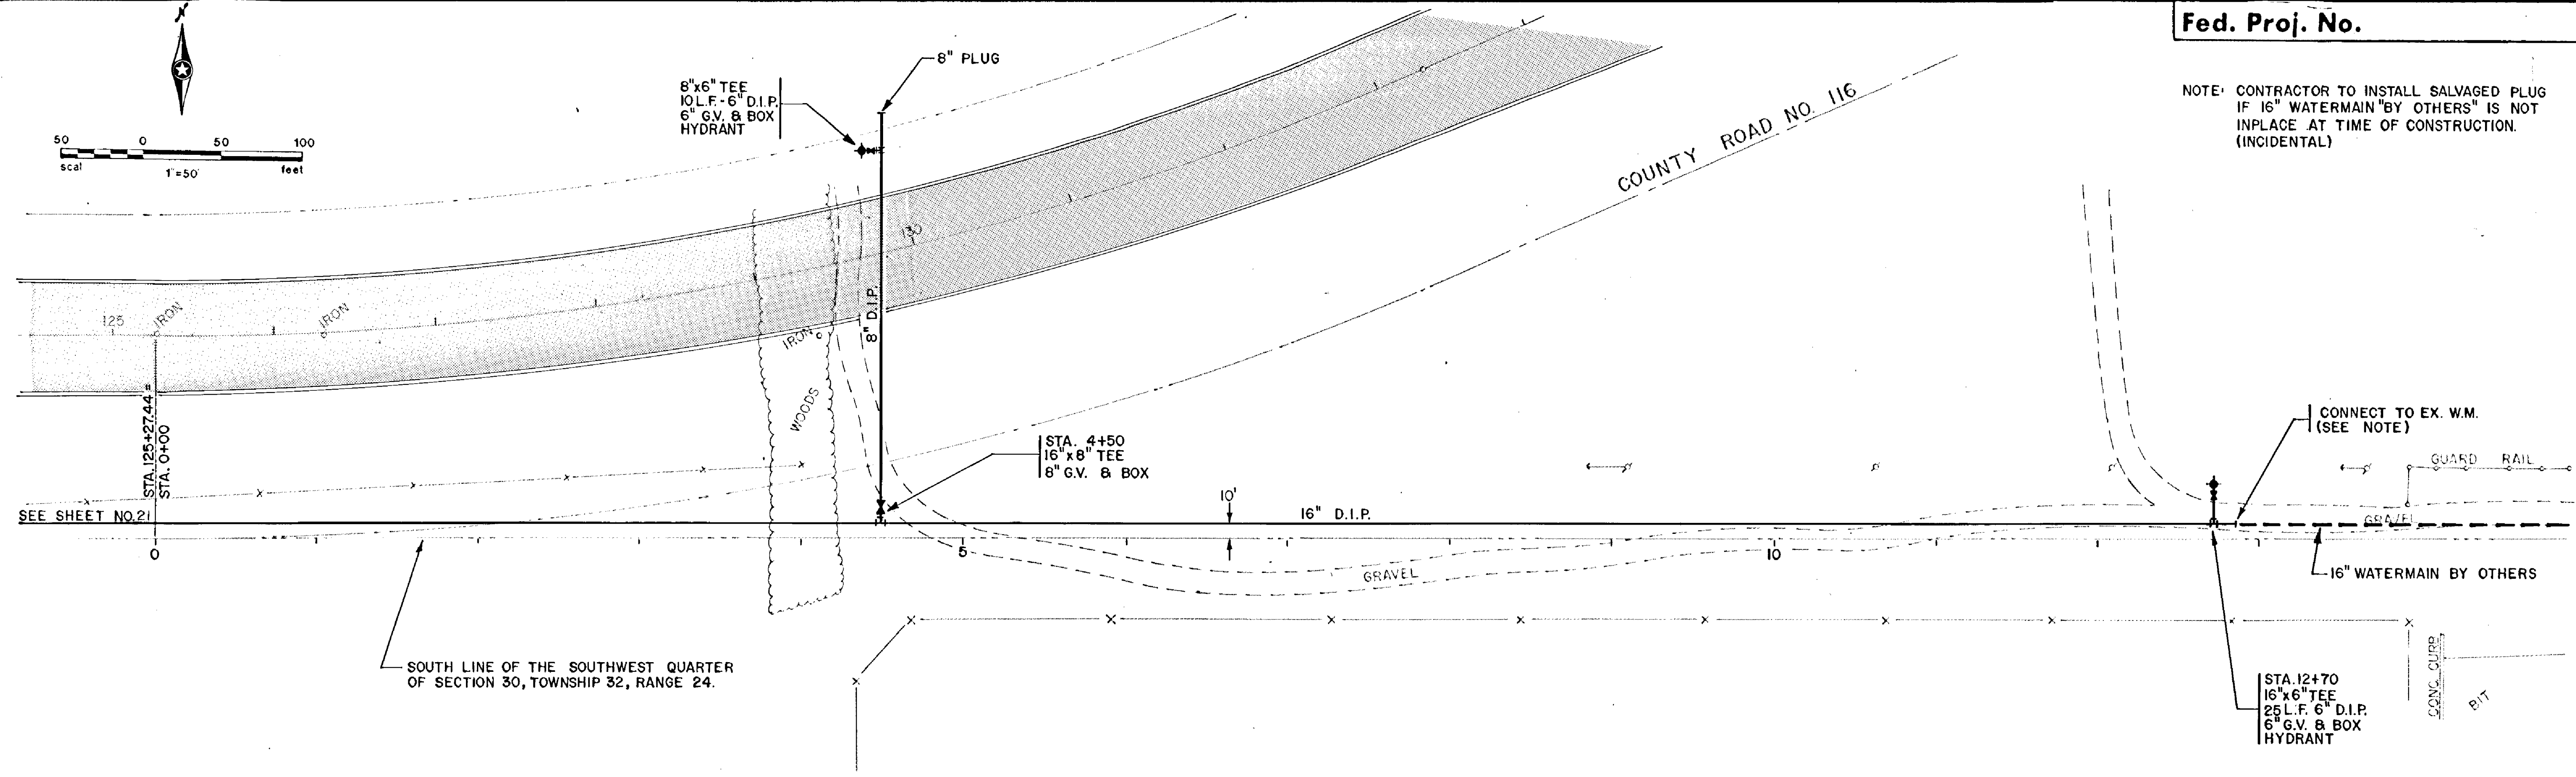 N
Fed. Proj. No.
50 0 50 100
scal 1"=50' feet
8"x6" TEE
10 L.F. - 6" D.I.P.
6" G.V. & BOX
HYDRANT
8" PLUG
NOTE: CONTRACTOR TO INSTALL SALVAGED PLUG
IF 16" WATERMAIN "BY OTHERS" IS NOT
INPLACE AT TIME OF CONSTRUCTION.
(INCIDENTAL)
COUNTY ROAD NO. 116
130
125
IRON
IRON
IRON
8" D.I.P.
WOODS
STA. 125+27.44 =
STA. 0+00
STA. 4+50
16"x8" TEE
8" G.V. & BOX
CONNECT TO EX. W.M.
(SEE NOTE)
GUARD RAIL
SEE SHEET NO. 21
10'
16" D.I.P.
GRAVEL
0 5 10
GRAVEL
16" WATERMAIN BY OTHERS
SOUTH LINE OF THE SOUTHWEST QUARTER
OF SECTION 30, TOWNSHIP 32, RANGE 24.
STA. 12+70
16"x6" TEE
25 L.F. 6" D.I.P.
6" G.V. & BOX
HYDRANT
CONC. CURB
BIT